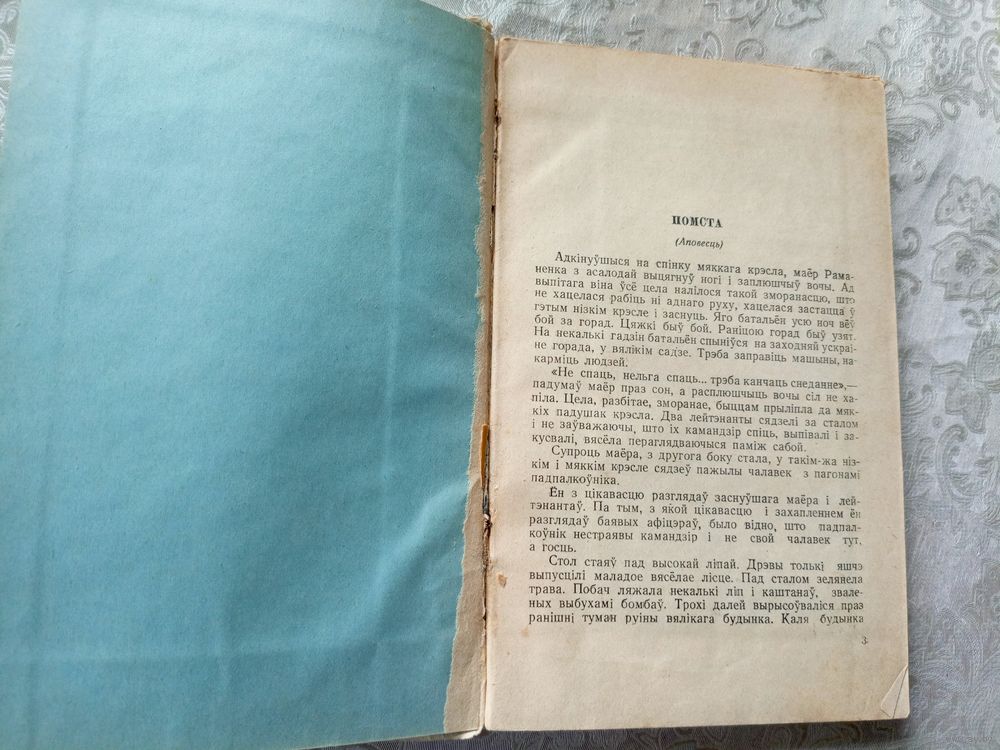 ПОМСТА
(Аповесць)
Адкінуўшыся на спінку мяккага крэсла, маёр Рама-
ненка з асалодай выцягнуў ногі і заплюшчыў вочы. Ад
выпітага віна ўсё цела налілося такой зморанасцю, што
не хацелася рабіць ні аднаго руху, хацелася застацца ў
гэтым нізкім крэсле і заснуць. Яго батальён усю ноч вёў
бой за горад. Цяжкі быў бой. Раніцою горад быў узят.
На некалькі гадзін батальён спыніўся на заходняй ускраі-
не горада, у вялікім садзе. Трэба заправіць машыны, на-
карміць людзей.
«Не спаць, нельга спаць... трэба канчаць снеданне»,—
падумаў маёр праз сон, а расплюшчыць вочы сіл не ха-
піла. Цела, разбітае, зморанае, быццам прыліпла да мяк-
кіх падушак крэсла. Два лейтэнанты сядзелі за сталом
і не заўважаючы, што іх камандзір спіць, выпівалі і за-
кусвалі, вясёла пераглядваючыся паміж сабой.
Супроць маёра, з другога боку стала, у такім-жа ніз-
кім і мяккім крэсле сядзеў пажылы чалавек з пагонамі
падпалкоўніка.
Ён з цікавасцю разглядаў заснуўшага маёра і лей-
тэнантаў. Па тым, з якой цікавасцю і захапленнем ён
разглядаў баявых афіцэраў, было відно, што падпал-
коўнік нестраявы камандзір і не свой чалавек тут,
а госць.
Стол стаяў пад высокай ліпай. Дрэвы толькі яшчэ
выпусцілі маладое вясёлае лісце. Пад сталом зелянела
трава. Побач ляжала некалькі ліп і каштанаў, звале-
ных выбухамі бомбаў. Трохі далей вырысоўваліся праз
ранішні туман руіны вялікага будынка. Каля будынка
3